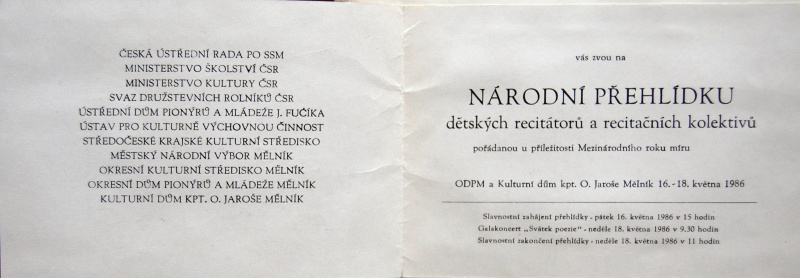 ČESKÁ ÚSTŘEDNÍ RADA PO SSM
MINISTERSTVO ŠKOLSTVÍ ČSR
MINISTERSTVO KULTURY ČSR
SVAZ DRUŽSTEVNÍCH ROLNÍKŮ ČSR
ÚSTŘEDNÍ DŮM PIONÝRŮ A MLÁDEŽE J. FUČÍKA
ÚSTAV PRO KULTURNĚ VÝCHOVNOU ČINNOST
STŘEDOČESKÉ KRAJSKÉ KULTURNÍ STŘEDISKO
MĚSTSKÝ NÁRODNÍ VÝBOR MĚLNÍK
OKRESNÍ KULTURNÍ STŘEDISKO MĚLNÍK
OKRESNÍ DŮM PIONÝRŮ A MLÁDEŽE MĚLNÍK
KULTURNÍ DŮM KPT. O. JAROŠE MĚLNÍK
vás zvou na
NÁRODNÍ PŘEHLÍDKU
dětských recitátorů a recitačních kolektivů
pořádanou u příležitosti Mezinárodního roku míru
ODPM a Kulturní dům kpt. O. Jaroše Mělník 16.-18. května 1986
Slavnostní zahájení přehlídky - pátek 16. května 1986 v 15 hodin
Galakoncert „Svátek poezie" - neděle 18. května 1986 v 9.30 hodin
Slavnostní zakončení přehlídky - neděle 18. května 1986 v 11 hodin